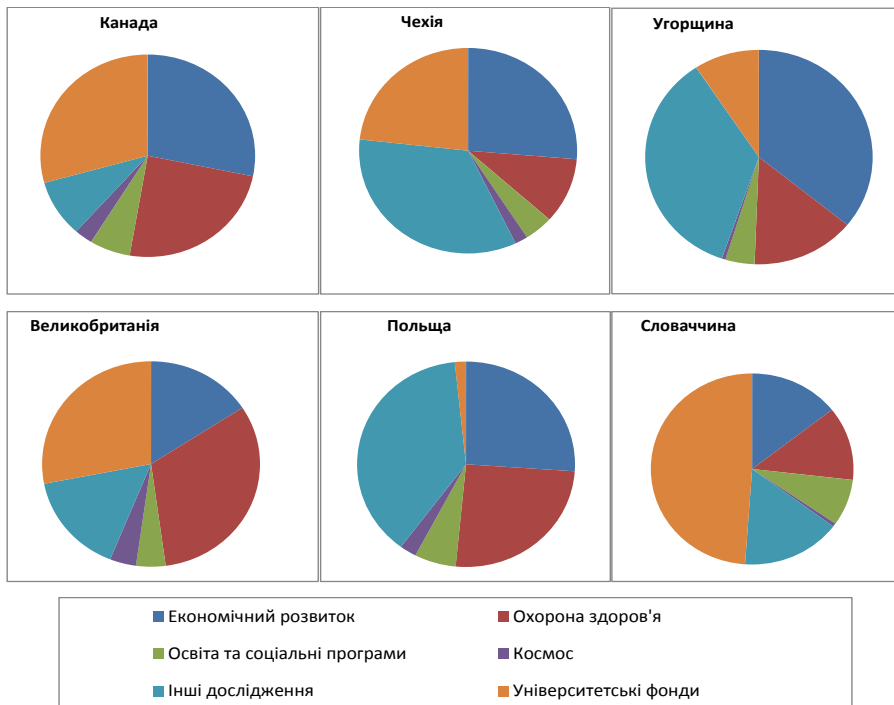 Канада
Чехія
Угорщина
Великобританія
Польща
Словаччина
Економічний розвиток
Охорона здоров'я
Освіта та соціальні програми
Космос
Інші дослідження
Університетські фонди